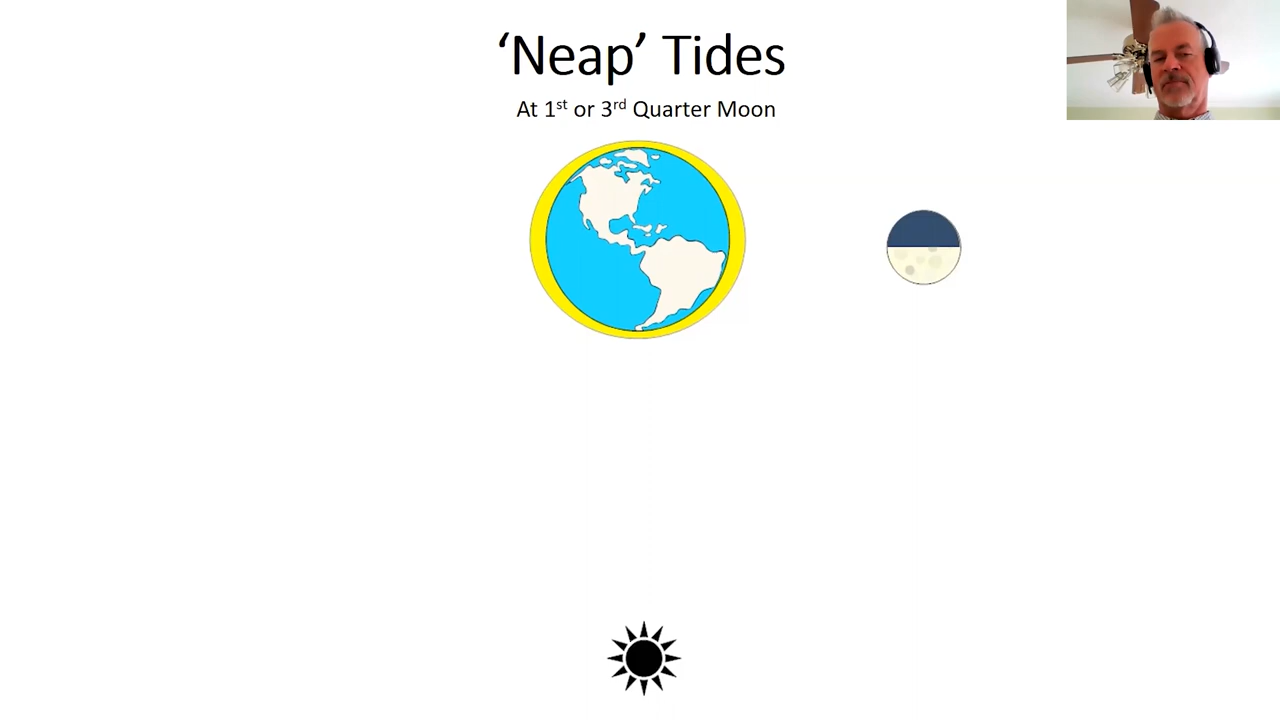 ‘Neap’ Tides
At 1st or 3rd Quarter Moon